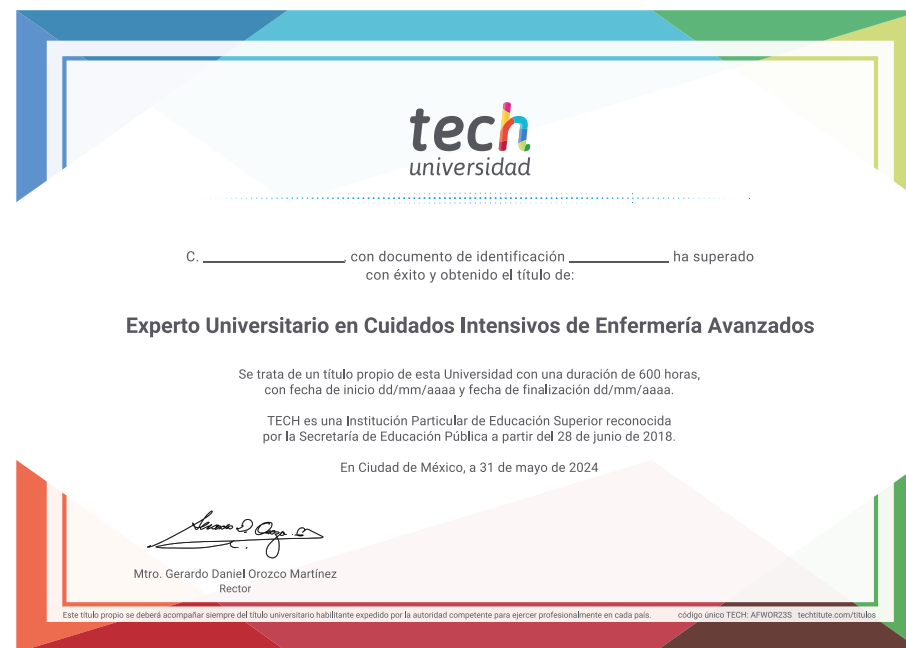 tech
universidad
C. ____________________, con documento de identificación ______________ ha superado
con éxito y obtenido el título de:
Experto Universitario en Cuidados Intensivos de Enfermería Avanzados
Se trata de un título propio de esta Universidad con una duración de 600 horas,
con fecha de inicio dd/mm/aaaa y fecha de finalización dd/mm/aaaa.
TECH es una Institución Particular de Educación Superior reconocida
por la Secretaría de Educación Pública a partir del 28 de junio de 2018.
En Ciudad de México, a 31 de mayo de 2024
Mtro. Gerardo Daniel Orozco Martínez
Rector
Este título propio se deberá acompañar siempre del título universitario habilitante expedido por la autoridad competente para ejercer profesionalmente en cada país. código único TECH: AFWOR23S techtitute.com/titulos